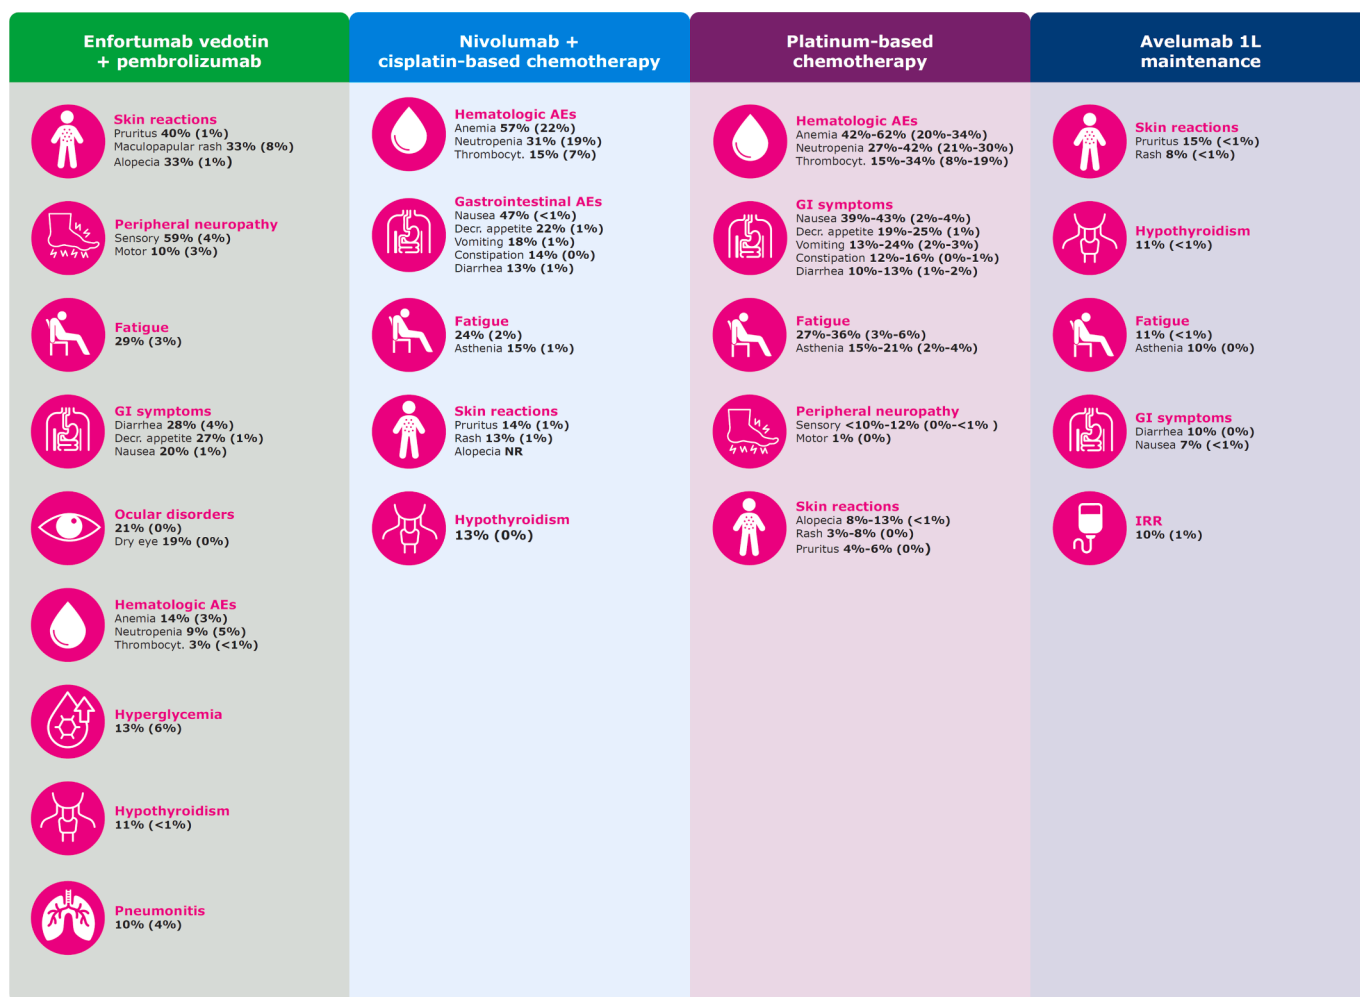 Enfortumab vedotin
+ pembrolizumab
Skin reactions
Pruritus 40% (1%)
Maculopapular rash 33% (8%)
Alopecia 33% (1%)
Peripheral neuropathy
Sensory 59% (4%)
Motor 10% (3%)
Fatigue
29% (3%)
GI symptoms
Diarrhea 28% (4%)
Decr. appetite 27% (1%)
Nausea 20% (1%)
Ocular disorders
21% (0%)
Dry eye 19% (0%)
Hematologic AEs
Anemia 14% (3%)
Neutropenia 9% (5%)
Thrombocyt. 3% (<1%)
Hyperglycemia
13% (6%)
Hypothyroidism
11% (<1%)
Pneumonitis
10% (4%)
Nivolumab +
cisplatin-based chemotherapy
Hematologic AEs
Anemia 57% (22%)
Neutropenia 31% (19%)
Thrombocyt. 15% (7%)
Gastrointestinal AEs
Nausea 47% (<1%)
Decr. appetite 22% (1%)
Vomiting 18% (1%)
Constipation 14% (0%)
Diarrhea 13% (1%)
Fatigue
24% (2%)
Asthenia 15% (1%)
Skin reactions
Pruritus 14% (1%)
Rash 13% (1%)
Alopecia NR
Hypothyroidism
13% (0%)
Platinum-based
chemotherapy
Hematologic AEs
Anemia 42%-62% (20%-34%)
Neutropenia 27%-42% (21%-30%)
Thrombocyt. 15%-34% (8%-19%)
GI symptoms
Nausea 39%-43% (2%-4%)
Decr. appetite 19%-25% (1%)
Vomiting 13%-24% (2%-3%)
Constipation 12%-16% (0%-1%)
Diarrhea 10%-13% (1%-2%)
Fatigue
27%-36% (3%-6%)
Asthenia 15%-21% (2%-4%)
Peripheral neuropathy
Sensory <10%-12% (0%-<1% )
Motor 1% (0%)
Skin reactions
Alopecia 8%-13% (<1%)
Rash 3%-8% (0%)
Pruritus 4%-6% (0%)
Avelumab 1L
maintenance
Skin reactions
Pruritus 15% (<1%)
Rash 8% (<1%)
Hypothyroidism
11% (<1%)
Fatigue
11% (<1%)
Asthenia 10% (0%)
GI symptoms
Diarrhea 10% (0%)
Nausea 7% (<1%)
IRR
10% (1%)